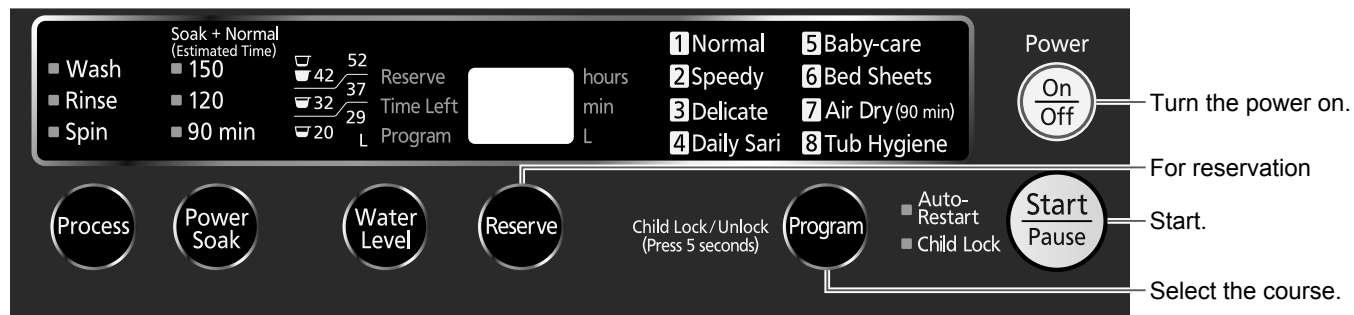 Soak + Normal
(Estimated Time)
Wash
Rinse
Spin
150
120
90 min
52
42
37
32
29
20
L
Reserve
Time Left
Program
hours
min
L
1 Normal
2 Speedy
3 Delicate
4 Daily Sari
5 Baby-care
6 Bed Sheets
7 Air Dry (90 min)
8 Tub Hygiene
Power
On
Off
Turn the power on.
For reservation
Process
Power
Soak
Water
Level
Reserve
Child Lock / Unlock
(Press 5 seconds)
Program
Auto-
Restart
Child Lock
Start
Pause
Start.
Select the course.